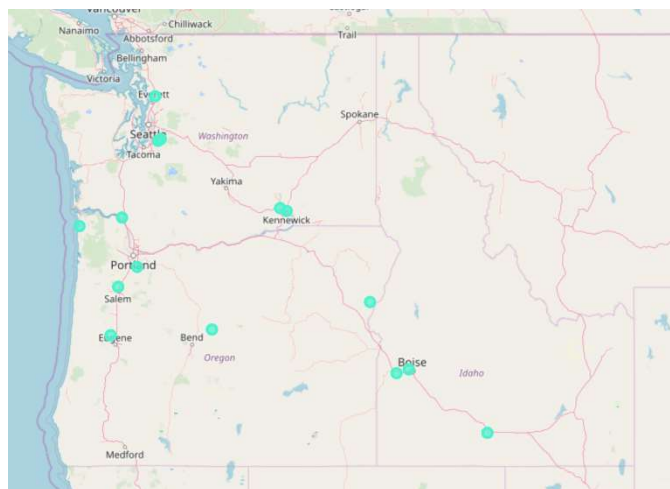 Vancouver
Chilliwack
Nanaimo
Abbotsford
Trail
Bellingham
Victoria
Everett
Spokane
Seattle
Washington
Tacoma
Yakima
Kennewick
Portland
Salem
Eugene
Bend
Oregon
Boise
Idaho
Medford